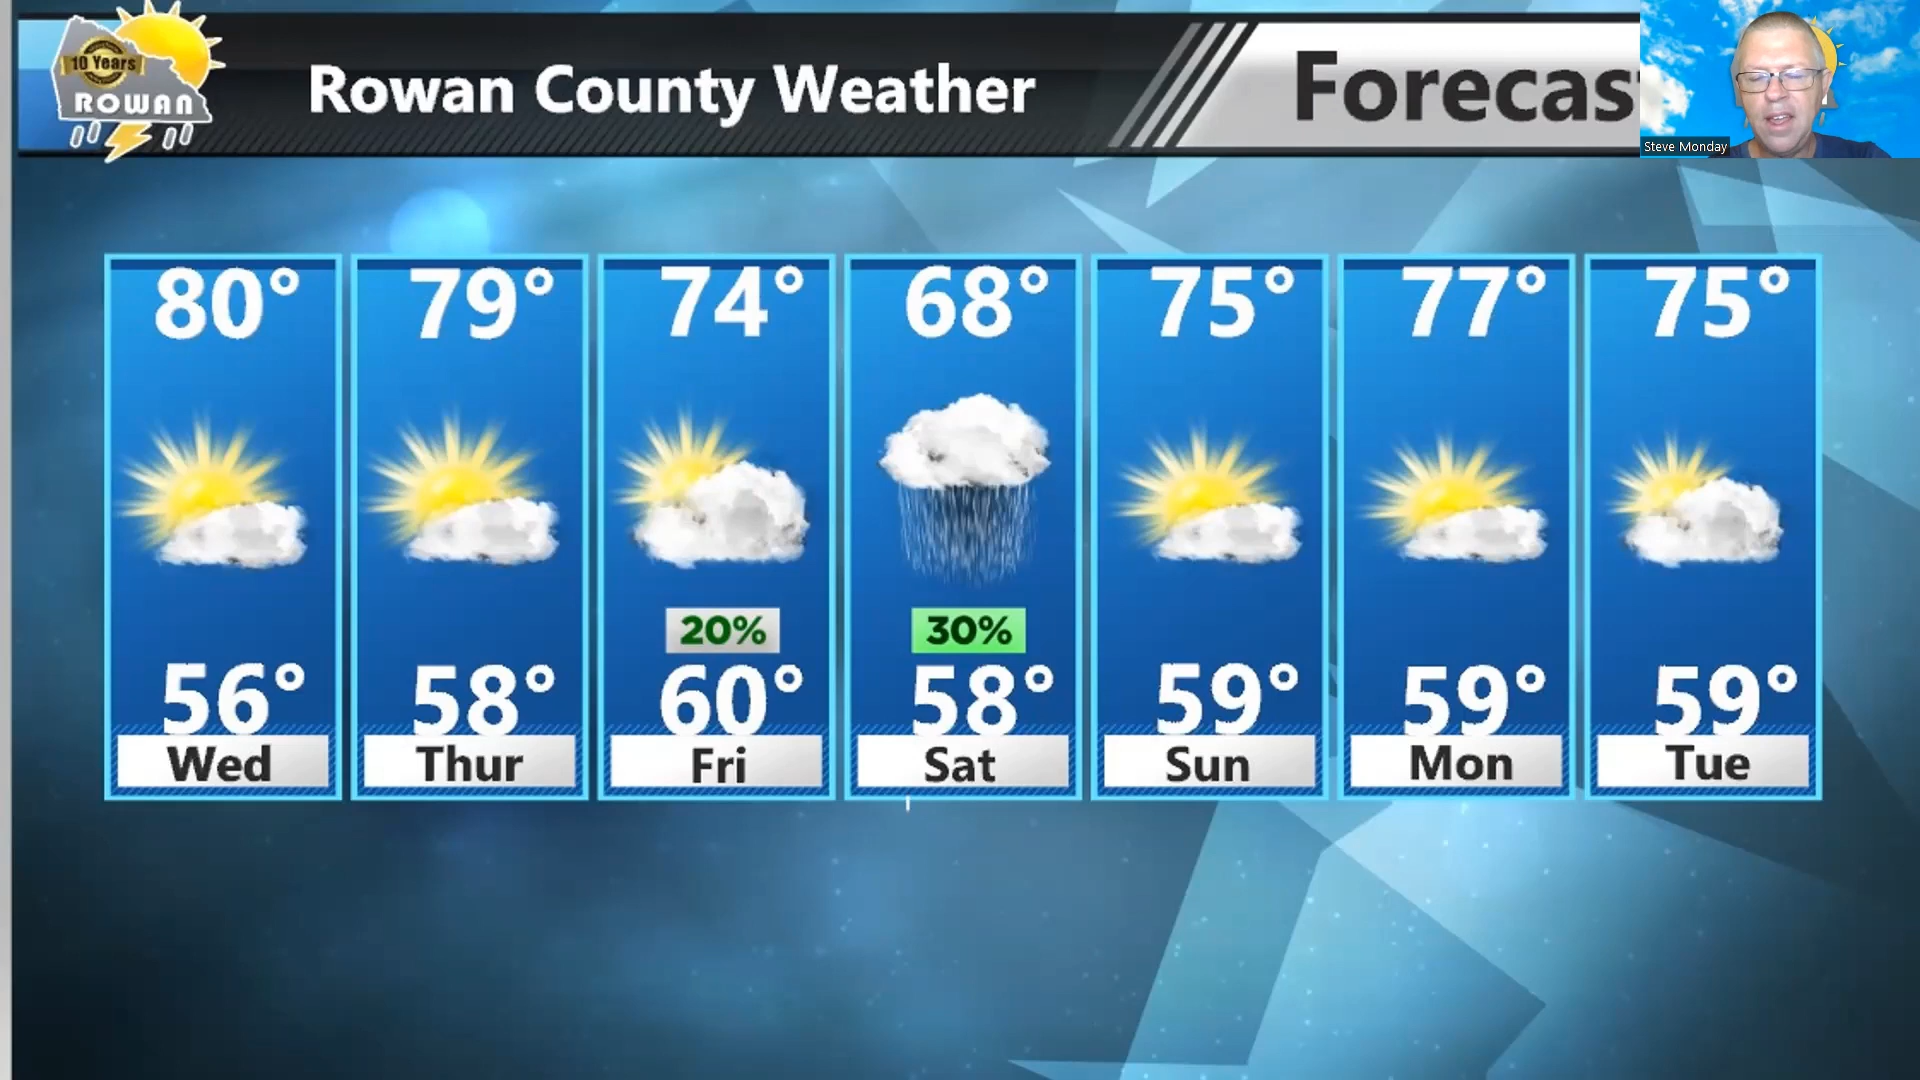 10 Years
ROWAN
Rowan County Weather
Forecas
Steve Monday
80° 79° 74° 68° 75° 77° 75°
20% 30%
56° 58° 60° 58° 59° 59° 59°
Wed Thur Fri Sat Sun Mon Tue